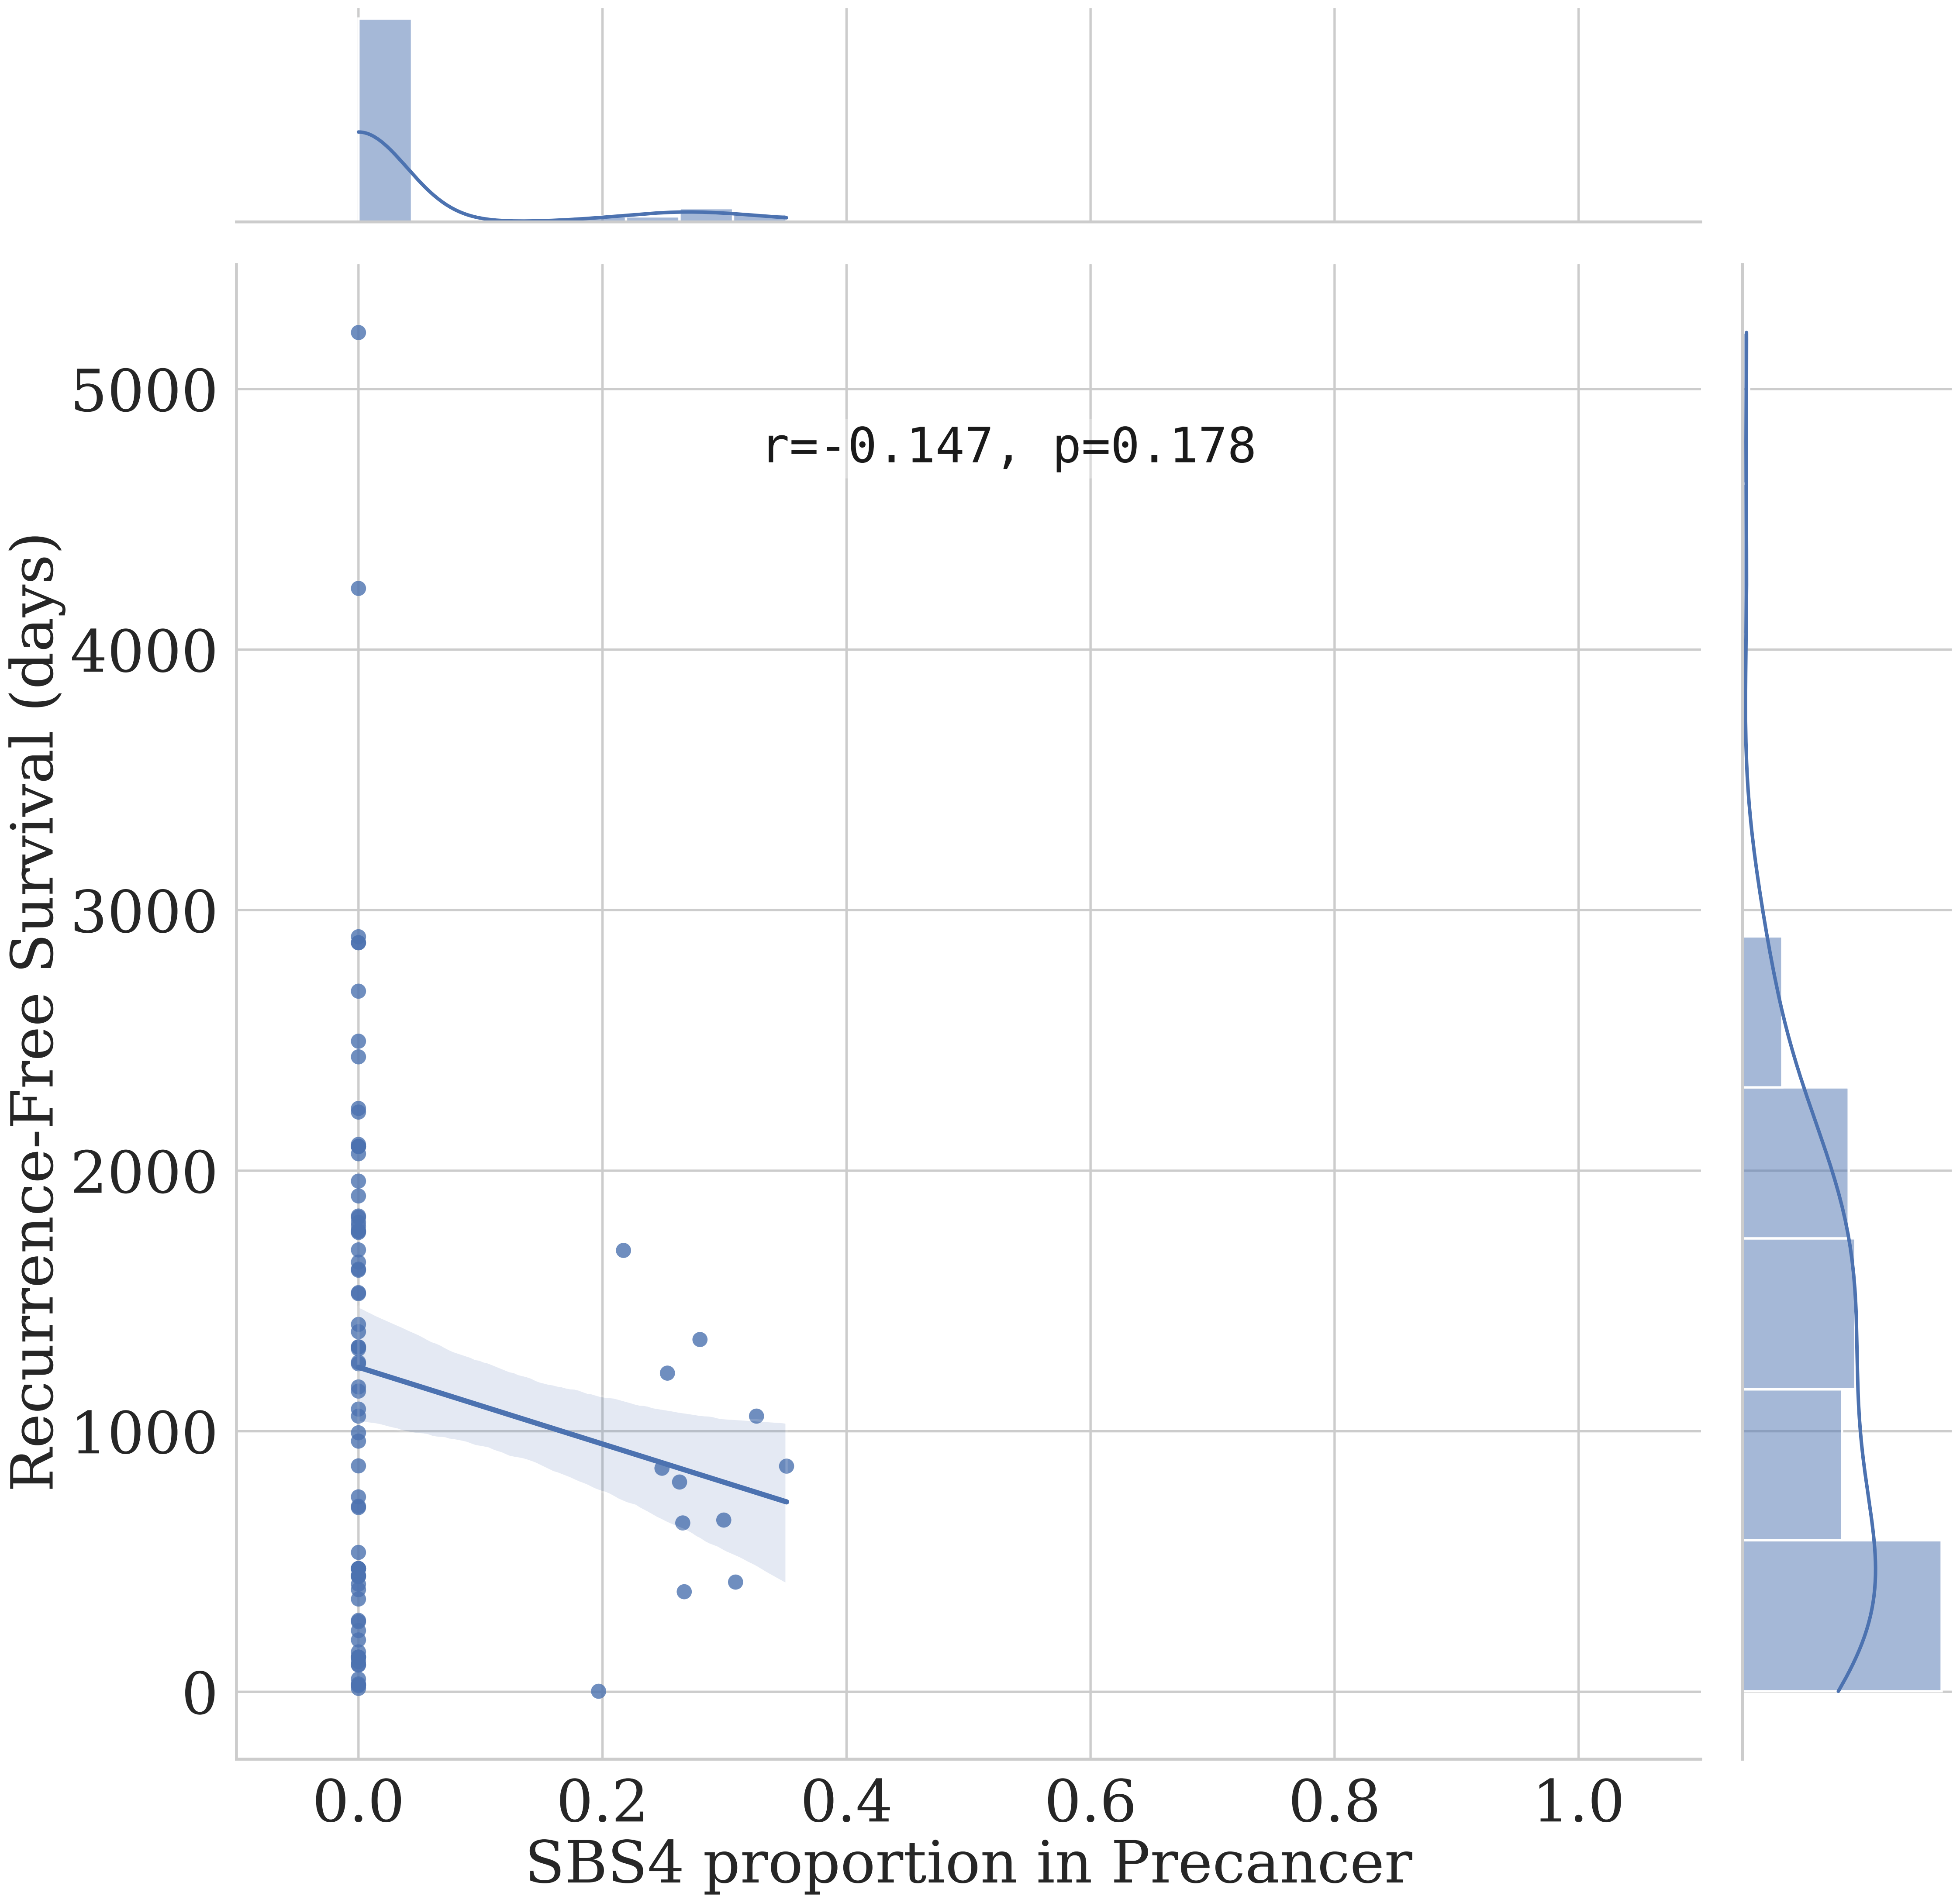 r=-0.147, p=0.178
Recurrence-Free Survival (days)
5000
4000
3000
2000
1000
0
0.0 0.2 0.4 0.6 0.8 1.0
SBS4 proportion in Precancer